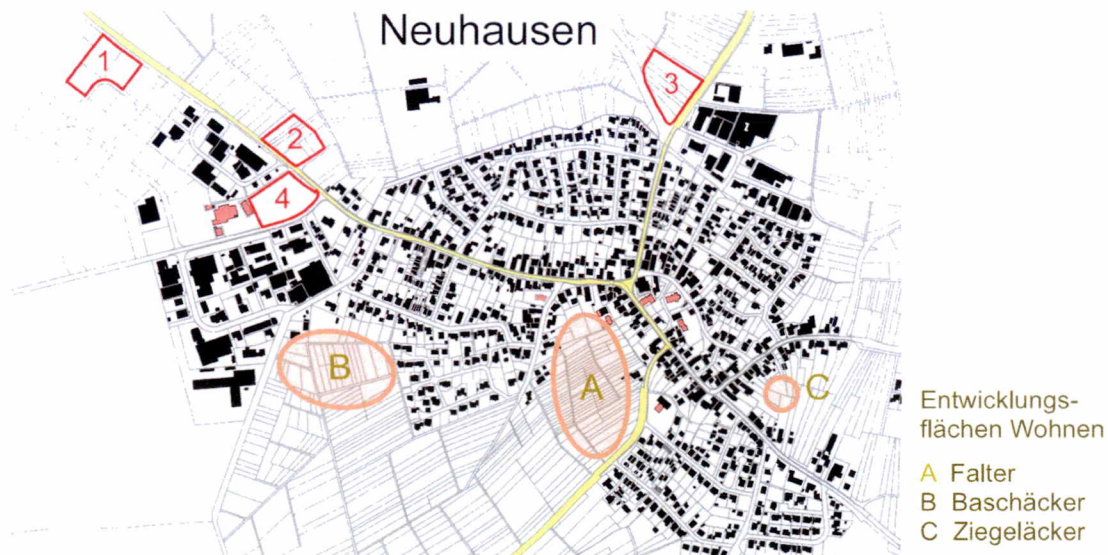 Neuhausen
1
2
3
4
A
B
C
Entwicklungs-
flächen Wohnen
A Falter
B Baschäcker
C Ziegeläcker